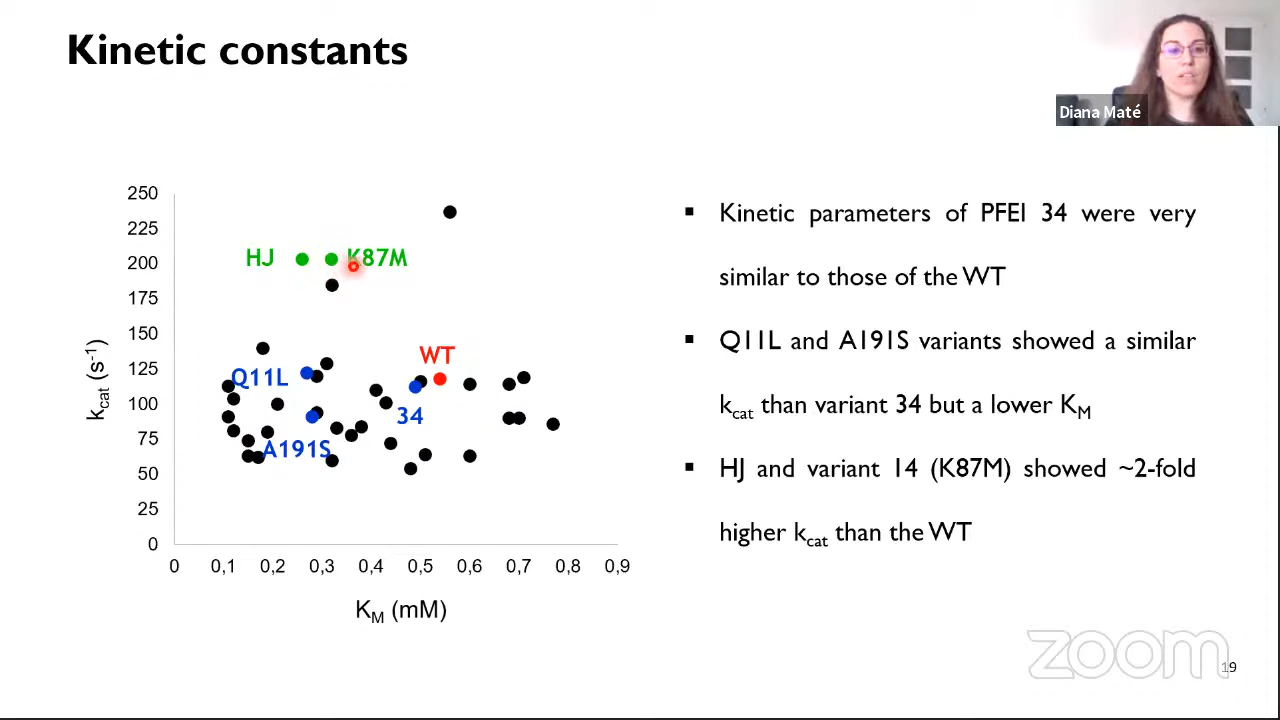 Kinetic constants
Diana Maté
250
225
200
175
150
125
100
75
50
25
0
k_cat (s⁻¹)
HJ
K87M
WT
Q11L
34
A191S
0 0,1 0,2 0,3 0,4 0,5 0,6 0,7 0,8 0,9
K_M (mM)
▪ Kinetic parameters of PFEI 34 were very
similar to those of the WT
▪ Q11L and A191S variants showed a similar
k_cat than variant 34 but a lower K_M
▪ HJ and variant 14 (K87M) showed ~2-fold
higher k_cat than the WT
zoom
19